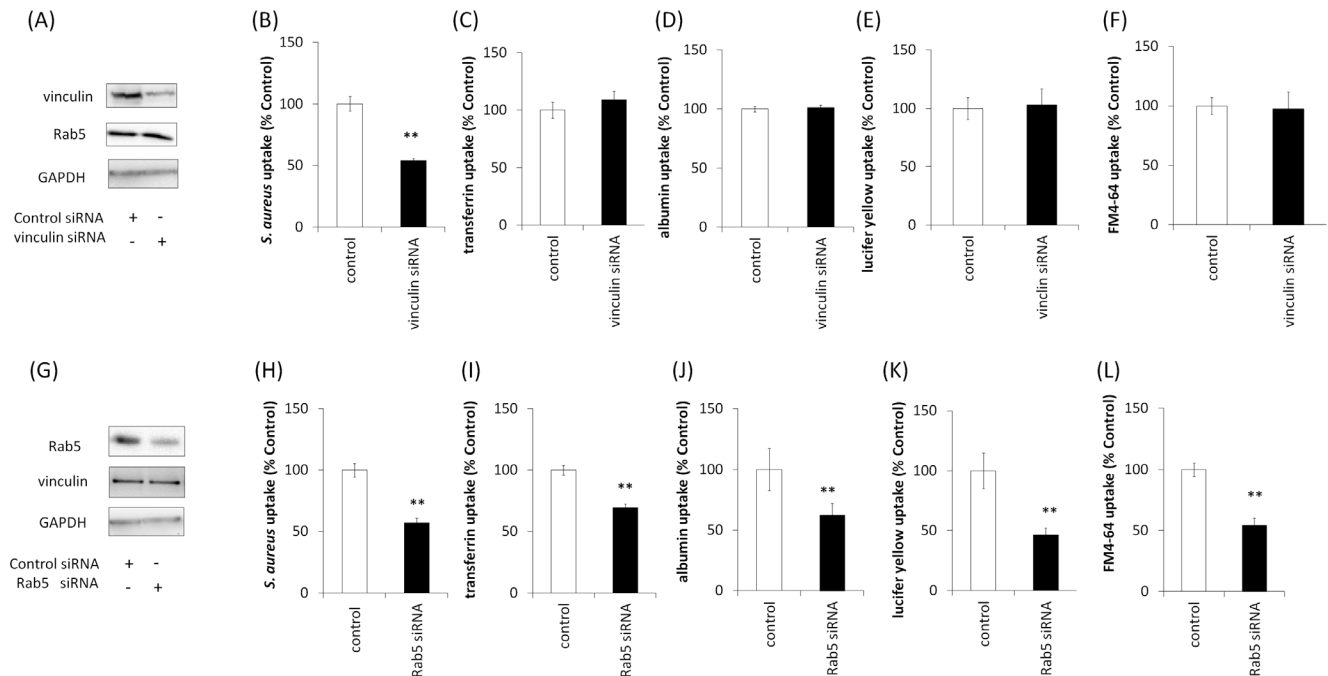 (A)
vinculin
Rab5
GAPDH
Control siRNA + -
vinculin siRNA - +
(B)
S. aureus uptake (% Control)
150
100
50
0
**
control
vinculin siRNA
(C)
transferrin uptake (% Control)
150
100
50
0
control
vinculin siRNA
(D)
albumin uptake (% Control)
150
100
50
0
control
vinculin siRNA
(E)
lucifer yellow uptake (% Control)
150
100
50
0
control
vinclin siRNA
(F)
FM4-64 uptake (% Control)
150
100
50
0
control
vinculin siRNA
(G)
Rab5
vinculin
GAPDH
Control siRNA + -
Rab5 siRNA - +
(H)
S. aureus uptake (% Control)
150
100
50
0
**
control
Rab5 siRNA
(I)
transferrin uptake (% Control)
150
100
50
0
**
control
Rab5 siRNA
(J)
albumin uptake (% Control)
150
100
50
0
**
control
Rab5 siRNA
(K)
lucifer yellow uptake (% Control)
150
100
50
0
**
control
Rab5 siRNA
(L)
FM4-64 uptake (% Control)
150
100
50
0
**
control
Rab5 siRNA